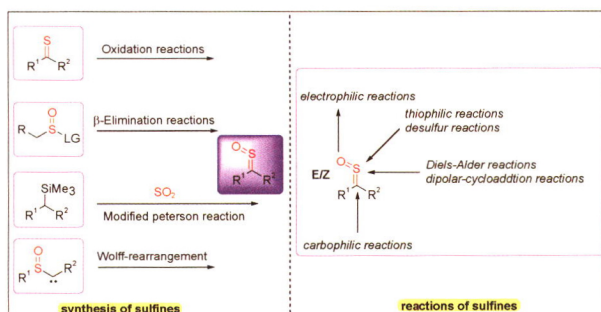 S
R¹ R²
Oxidation reactions
O
R S LG
β-Elimination reactions
SiMe3
R¹ R²
SO₂
Modified peterson reaction
O
R¹ S R²
Wolff-rearrangement
O S
R¹ R²
synthesis of sulfines
electrophilic reactions
thiophilic reactions
desulfur reactions
O S
E/Z
R¹ R²
Diels-Alder reactions
dipolar-cycloaddtion reactions
carbophilic reactions
reactions of sulfines